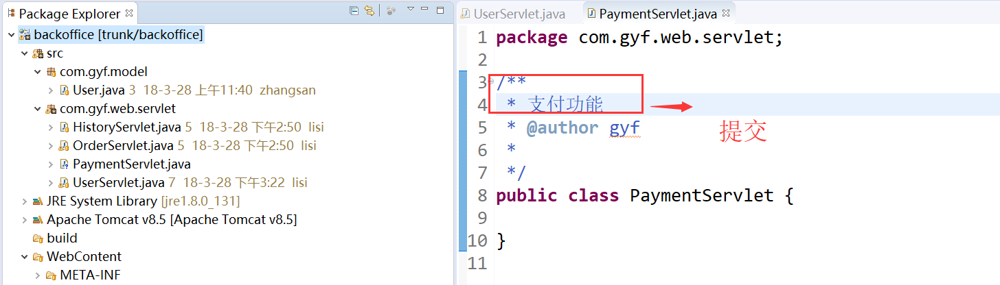 Package Explorer
backoffice [trunk/backoffice]
src
com.gyf.model
User.java 3 18-3-28 上午11:40 zhangsan
com.gyf.web.servlet
HistoryServlet.java 5 18-3-28 下午2:50 lisi
OrderServlet.java 5 18-3-28 下午2:50 lisi
PaymentServlet.java
UserServlet.java 7 18-3-28 下午3:22 lisi
JRE System Library [jre1.8.0_131]
Apache Tomcat v8.5 [Apache Tomcat v8.5]
build
WebContent
META-INF
UserServlet.java PaymentServlet.java
1 package com.gyf.web.servlet;
2
3 /**
4 * 支付功能
5 * @author gyf
6 *
7 */
8 public class PaymentServlet {
9
10 }
11
提交